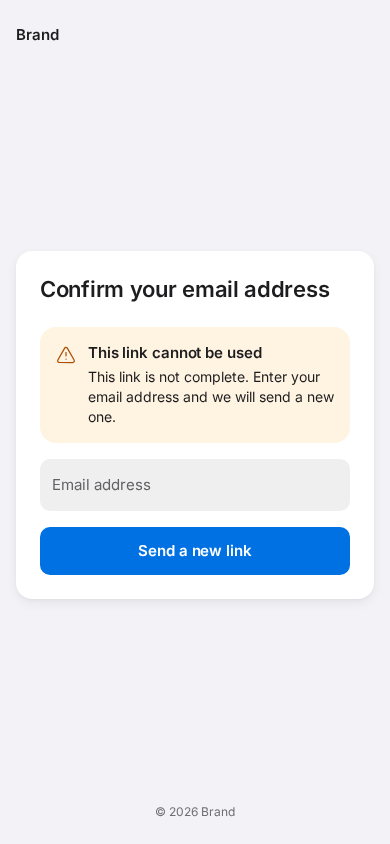 Brand
Confirm your email address
This link cannot be used
This link is not complete. Enter your
email address and we will send a new
one.
Email address
Send a new link
© 2026 Brand